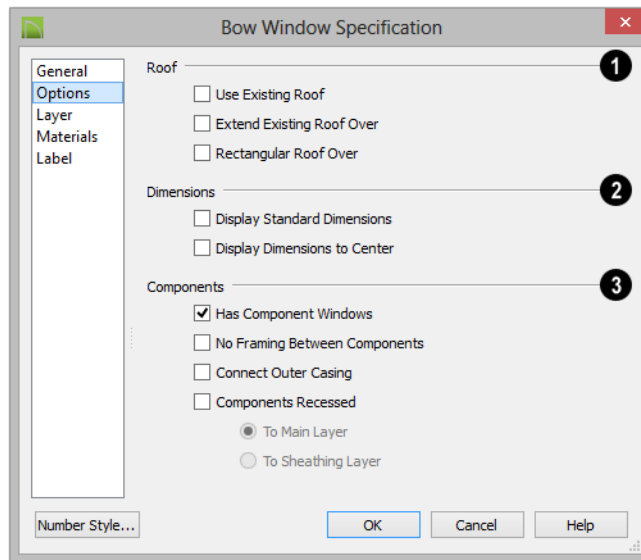 Bow Window Specification
General
Options
Layer
Materials
Label
Roof
1
Use Existing Roof
Extend Existing Roof Over
Rectangular Roof Over
Dimensions
2
Display Standard Dimensions
Display Dimensions to Center
Components
3
Has Component Windows
No Framing Between Components
Connect Outer Casing
Components Recessed
To Main Layer
To Sheathing Layer
Number Style...
OK
Cancel
Help